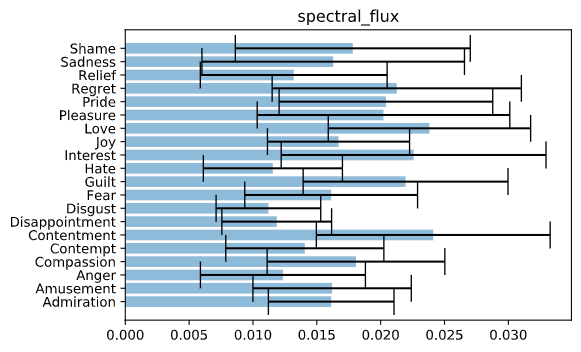 spectral_flux
Shame
Sadness
Relief
Regret
Pride
Pleasure
Love
Joy
Interest
Hate
Guilt
Fear
Disgust
Disappointment
Contentment
Contempt
Compassion
Anger
Amusement
Admiration
0.000 0.005 0.010 0.015 0.020 0.025 0.030